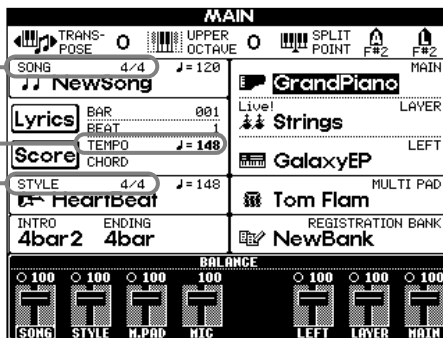 MAIN
TRANS-
POSE 0
UPPER
OCTAVE 0
SPLIT
POINT
F#2
F#2
SONG 4/4 ♩=120
NewSong
Lyrics
BAR 001
BEAT 1
Score
TEMPO ♩=148
CHORD
STYLE 4/4 ♩=148
HeartBeat
INTRO ENDING
4bar2 4bar
MAIN
GrandPiano
Live! LAYER
Strings
LEFT
GalaxyEP
MULTI PAD
Tom Flam
REGISTRATION BANK
NewBank
BALANCE
100 100 100 100 100 100 100
SONG STYLE M.PAD MIC LEFT LAYER MAIN